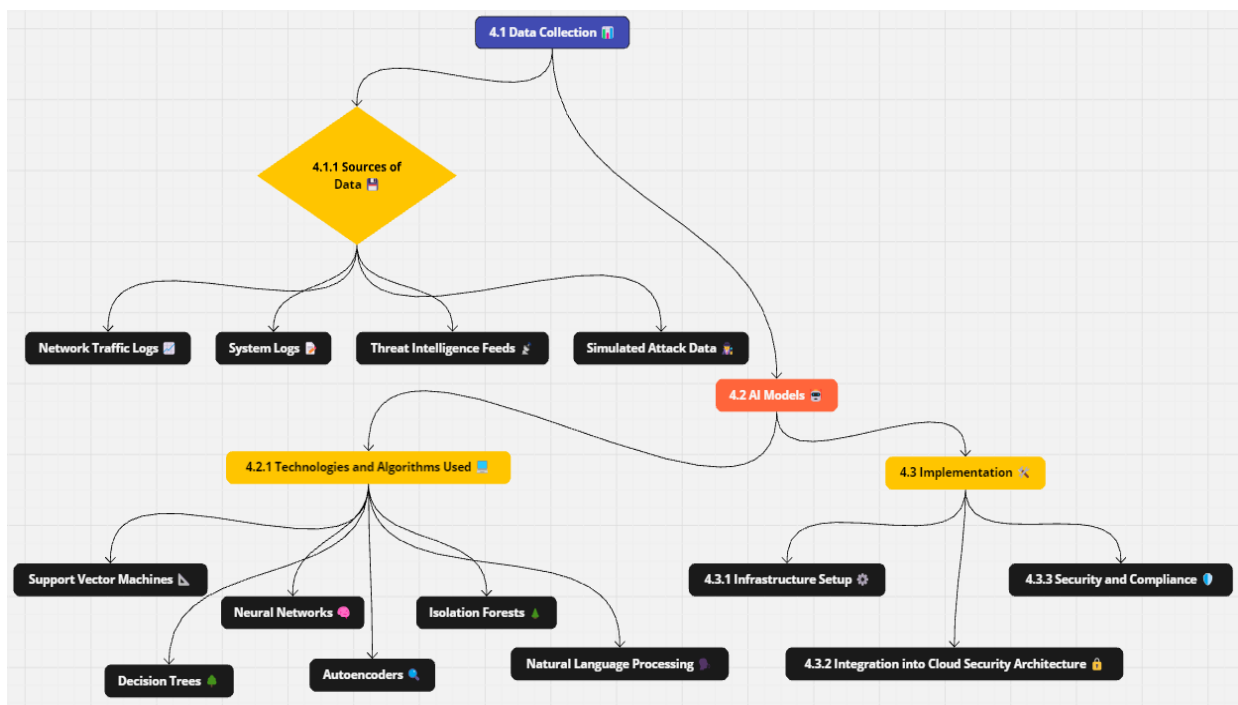 4.1 Data Collection 📊
4.1.1 Sources of
Data 💾
Network Traffic Logs 📈
System Logs 📝
Threat Intelligence Feeds 📡
Simulated Attack Data 🕵️
4.2 AI Models 🤖
4.2.1 Technologies and Algorithms Used 🖥️
4.3 Implementation 🛠️
Support Vector Machines 📐
Decision Trees 🌳
Neural Networks 🧠
Autoencoders 🔍
Isolation Forests 🌲
Natural Language Processing 🗣️
4.3.1 Infrastructure Setup ⚙️
4.3.2 Integration into Cloud Security Architecture 🔒
4.3.3 Security and Compliance 🛡️